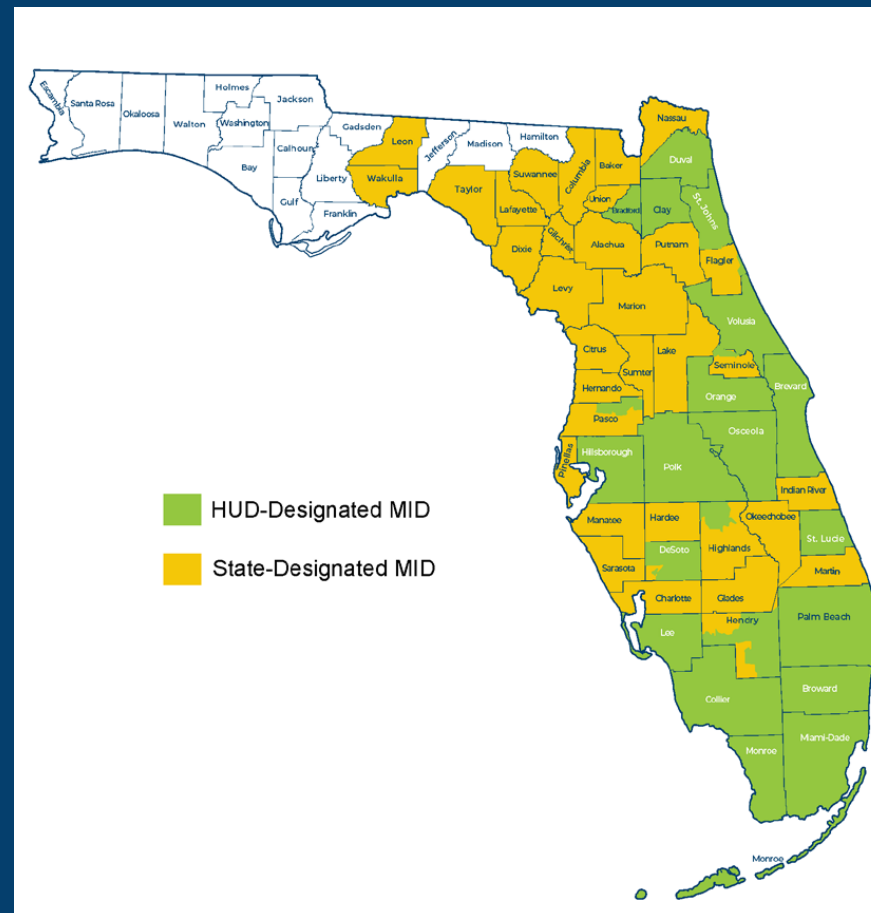 Escambia
Santa Rosa
Okaloosa
Walton
Holmes
Washington
Jackson
Bay
Calhoun
Gulf
Liberty
Gadsden
Franklin
Leon
Wakulla
Jefferson
Madison
Taylor
Hamilton
Suwannee
Lafayette
Dixie
Columbia
Gilchrist
Baker
Union
Bradford
Alachua
Levy
Nassau
Duval
Clay
St. Johns
Putnam
Flagler
Marion
Volusia
Citrus
Sumter
Lake
Seminole
Hernando
Orange
Brevard
Pasco
Osceola
Pinellas
Hillsborough
Polk
Indian River
Manasee
Hardee
Okeechobee
Highlands
St. Lucie
DeSoto
Sarasota
Martin
Charlotte
Glades
Hendry
Palm Beach
Lee
Collier
Broward
Monroe
Miami-Dade
Monroe
HUD-Designated MID
State-Designated MID